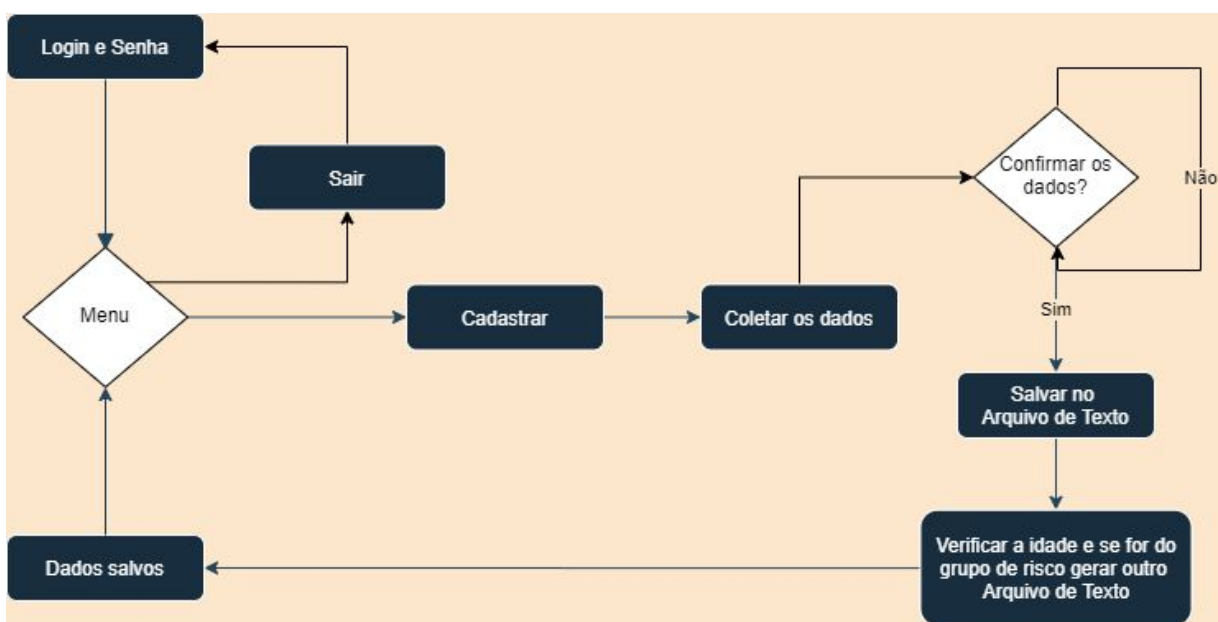 Login e Senha
Sair
Confirmar os
dados?
Não
Menu
Cadastrar
Coletar os dados
Sim
Salvar no
Arquivo de Texto
Verificar a idade e se for do
grupo de risco gerar outro
Arquivo de Texto
Dados salvos